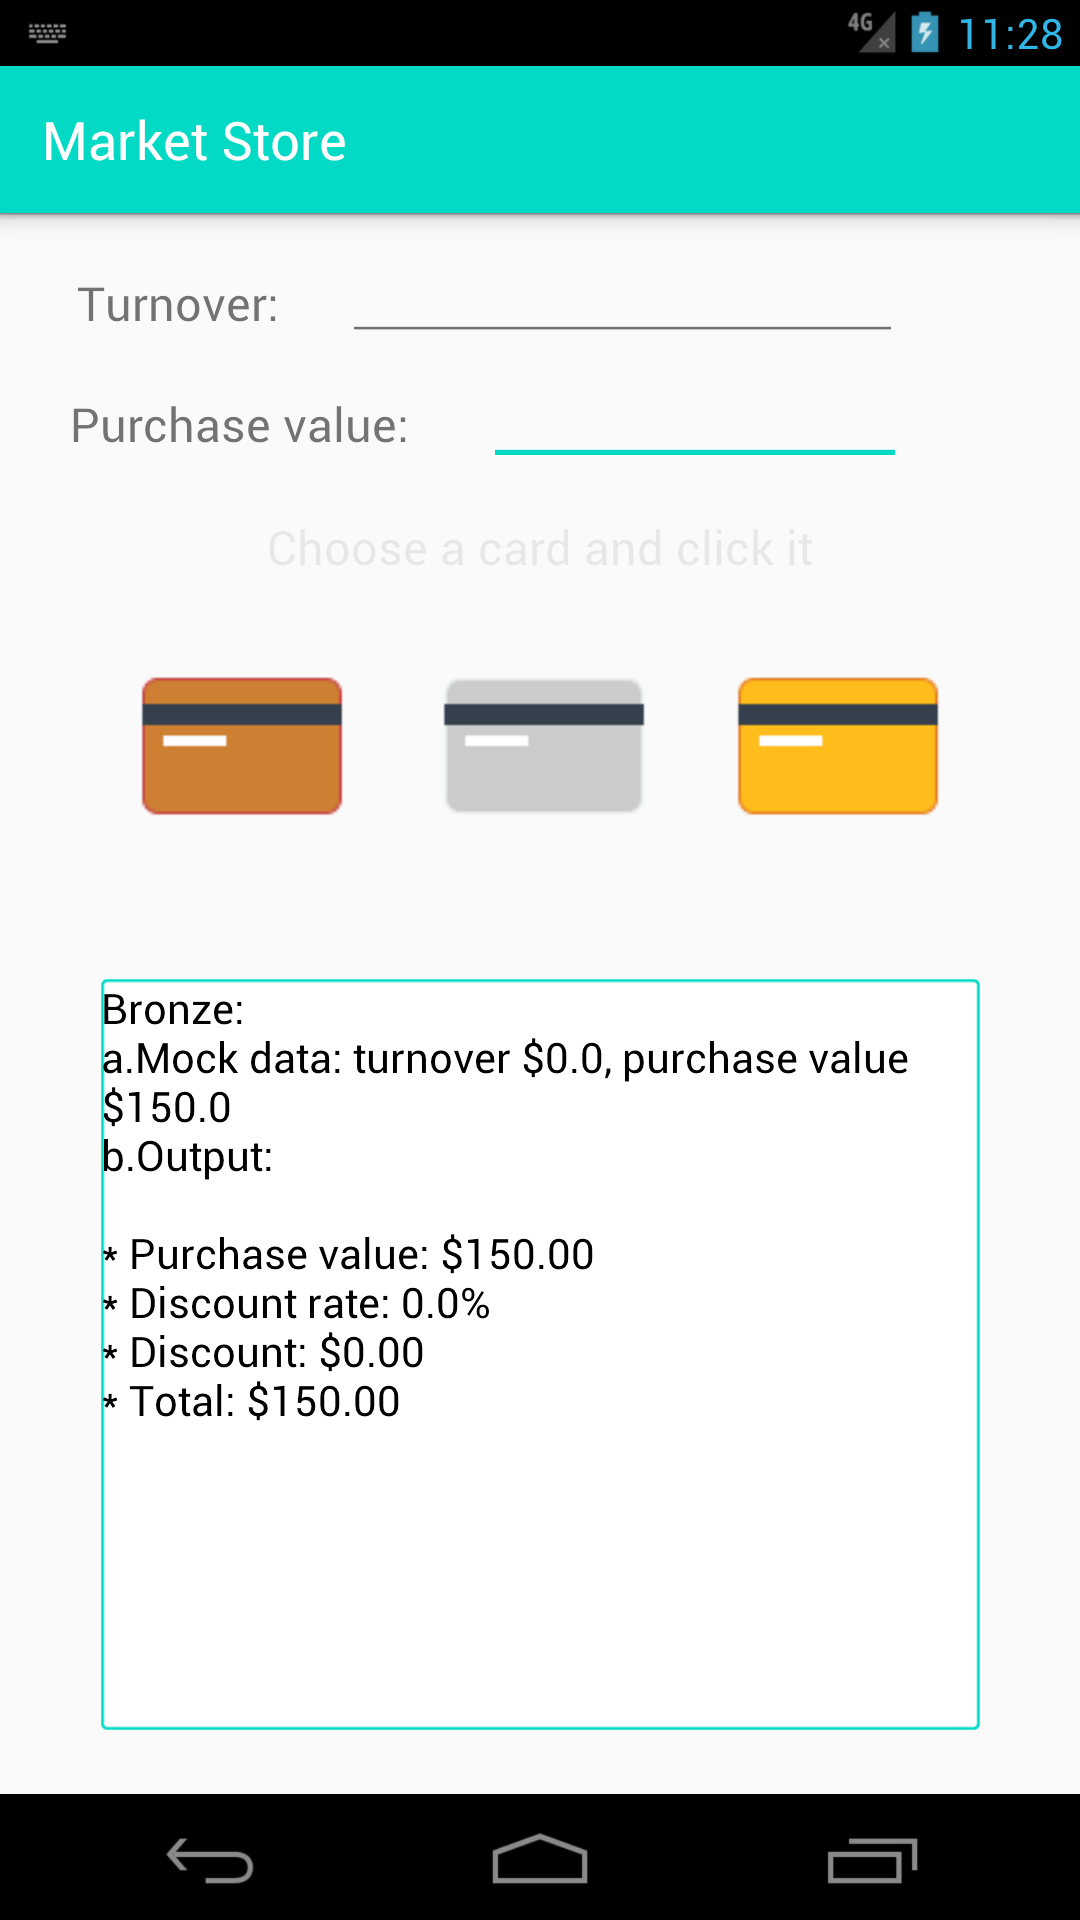 4G 11:28
Market Store
Turnover:
Purchase value:
Choose a card and click it
Bronze:
a.Mock data: turnover $0.0, purchase value
$150.0
b.Output:
* Purchase value: $150.00
* Discount rate: 0.0%
* Discount: $0.00
* Total: $150.00